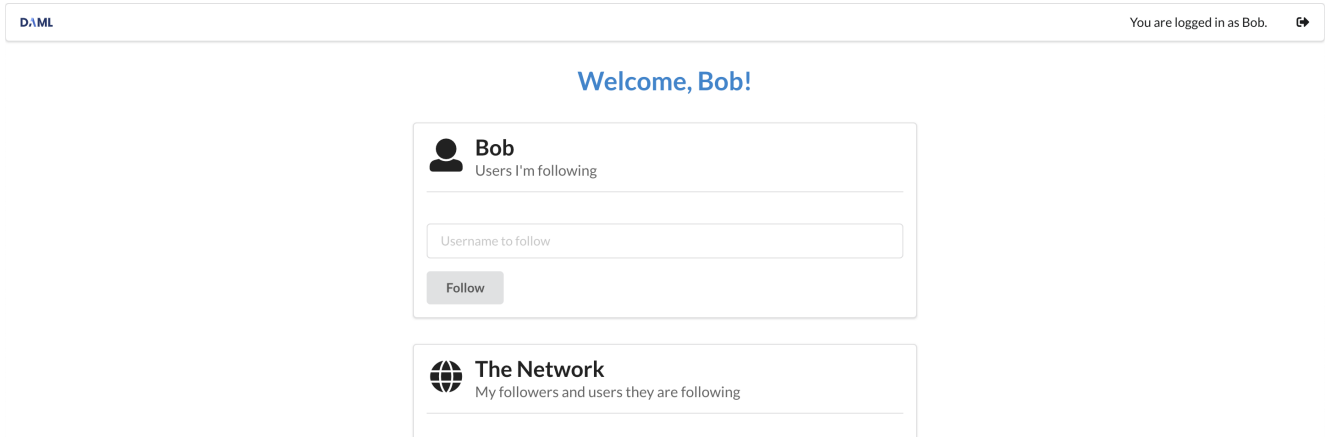 DAML
You are logged in as Bob.
Welcome, Bob!
Bob
Users I'm following
Username to follow
Follow
The Network
My followers and users they are following